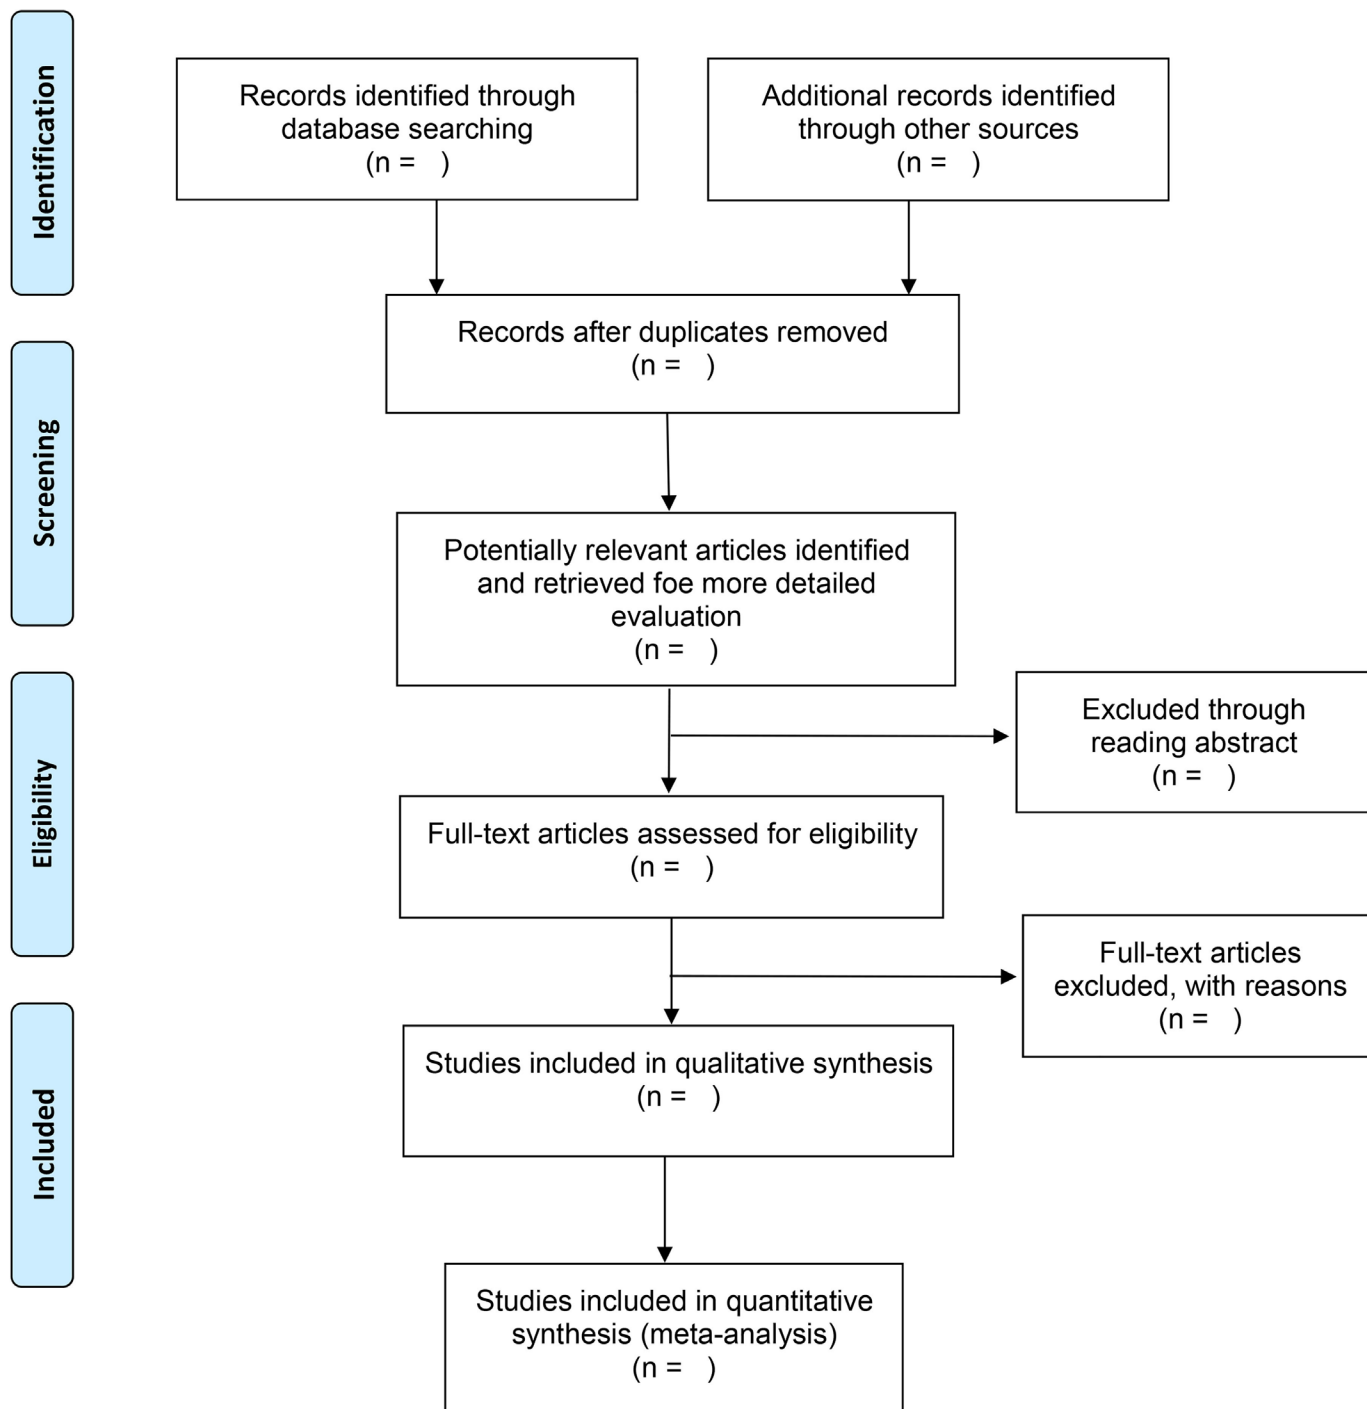 Identification
Records identified through
database searching
(n =   )
Additional records identified
through other sources
(n =   )
Records after duplicates removed
(n =   )
Screening
Potentially relevant articles identified
and retrieved foe more detailed
evaluation
(n =   )
Excluded through
reading abstract
(n =   )
Eligibility
Full-text articles assessed for eligibility
(n =   )
Full-text articles
excluded, with reasons
(n =   )
Included
Studies included in qualitative synthesis
(n =   )
Studies included in quantitative
synthesis (meta-analysis)
(n =   )